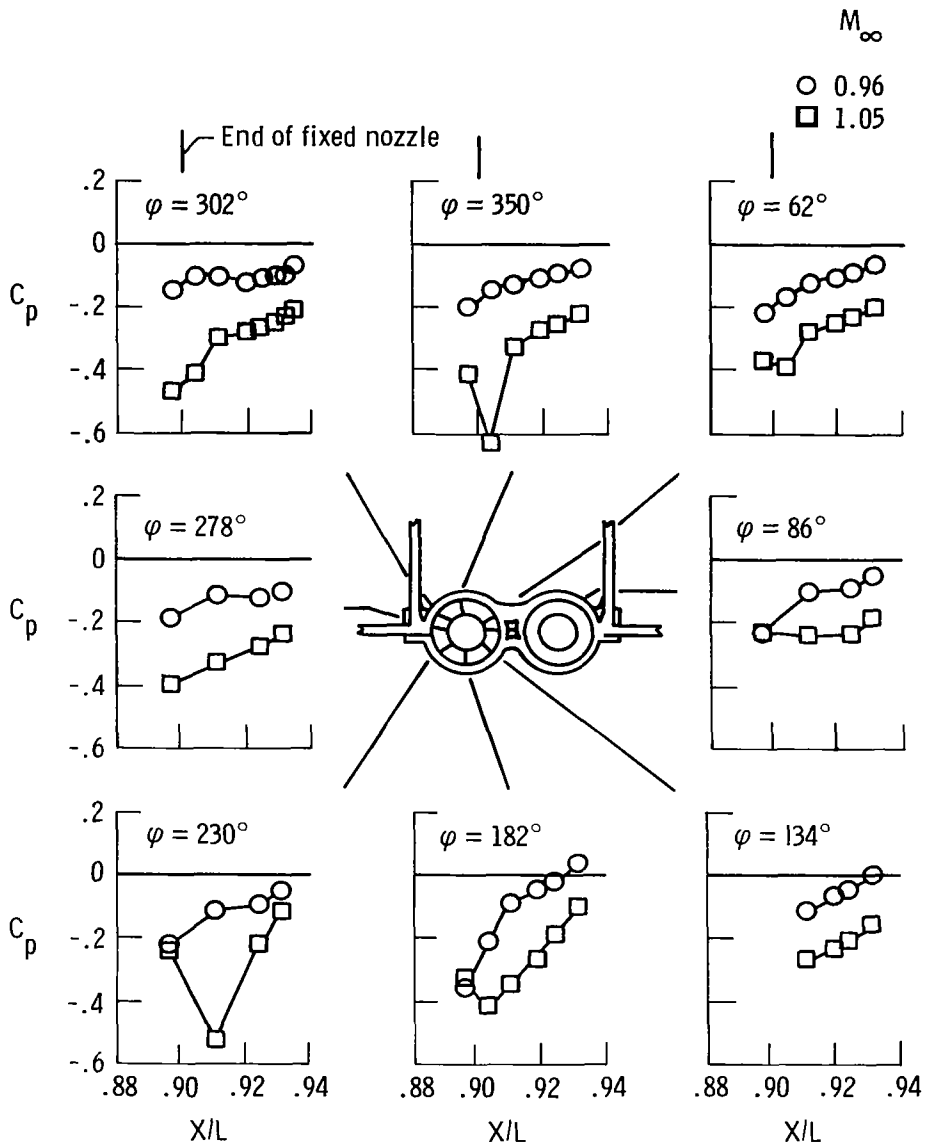 M∞
0.96
1.05
End of fixed nozzle
.2
0
-.2
-.4
-.6
Cp
φ = 302°
φ = 350°
φ = 62°
.2
0
-.2
-.4
-.6
Cp
φ = 278°
φ = 86°
.2
0
-.2
-.4
-.6
Cp
φ = 230°
φ = 182°
φ = 134°
.88 .90 .92 .94 .88 .90 .92 .94 .88 .90 .92 .94
X/L X/L X/L